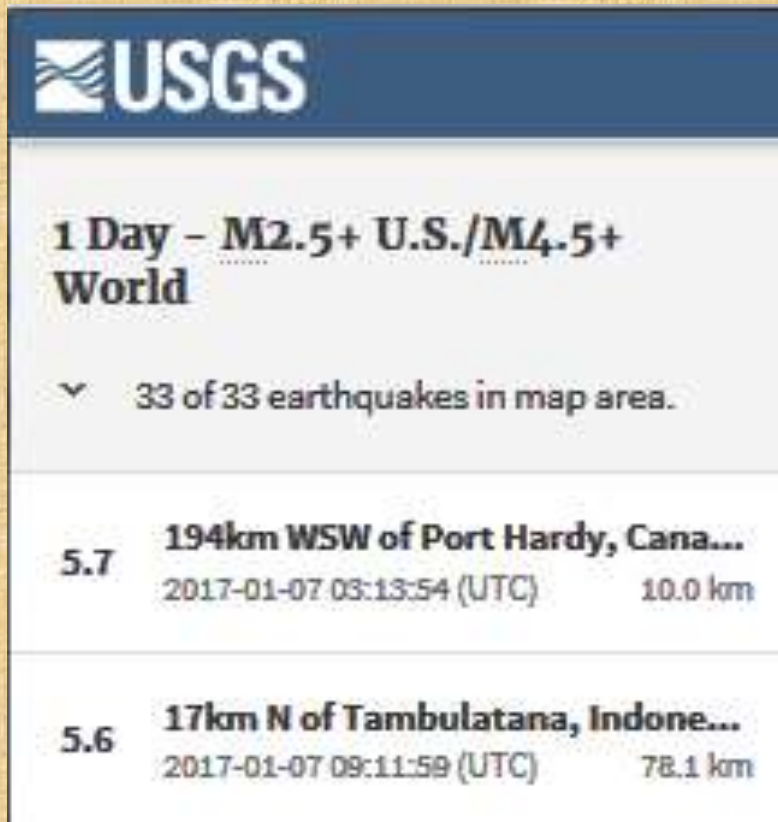 USGS
1 Day - M2.5+ U.S./M4.5+
World
33 of 33 earthquakes in map area.
5.7 194km WSW of Port Hardy, Cana...
2017-01-07 03:13:54 (UTC) 10.0 km
5.6 17km N of Tambulatana, Indone...
2017-01-07 09:11:59 (UTC) 78.1 km